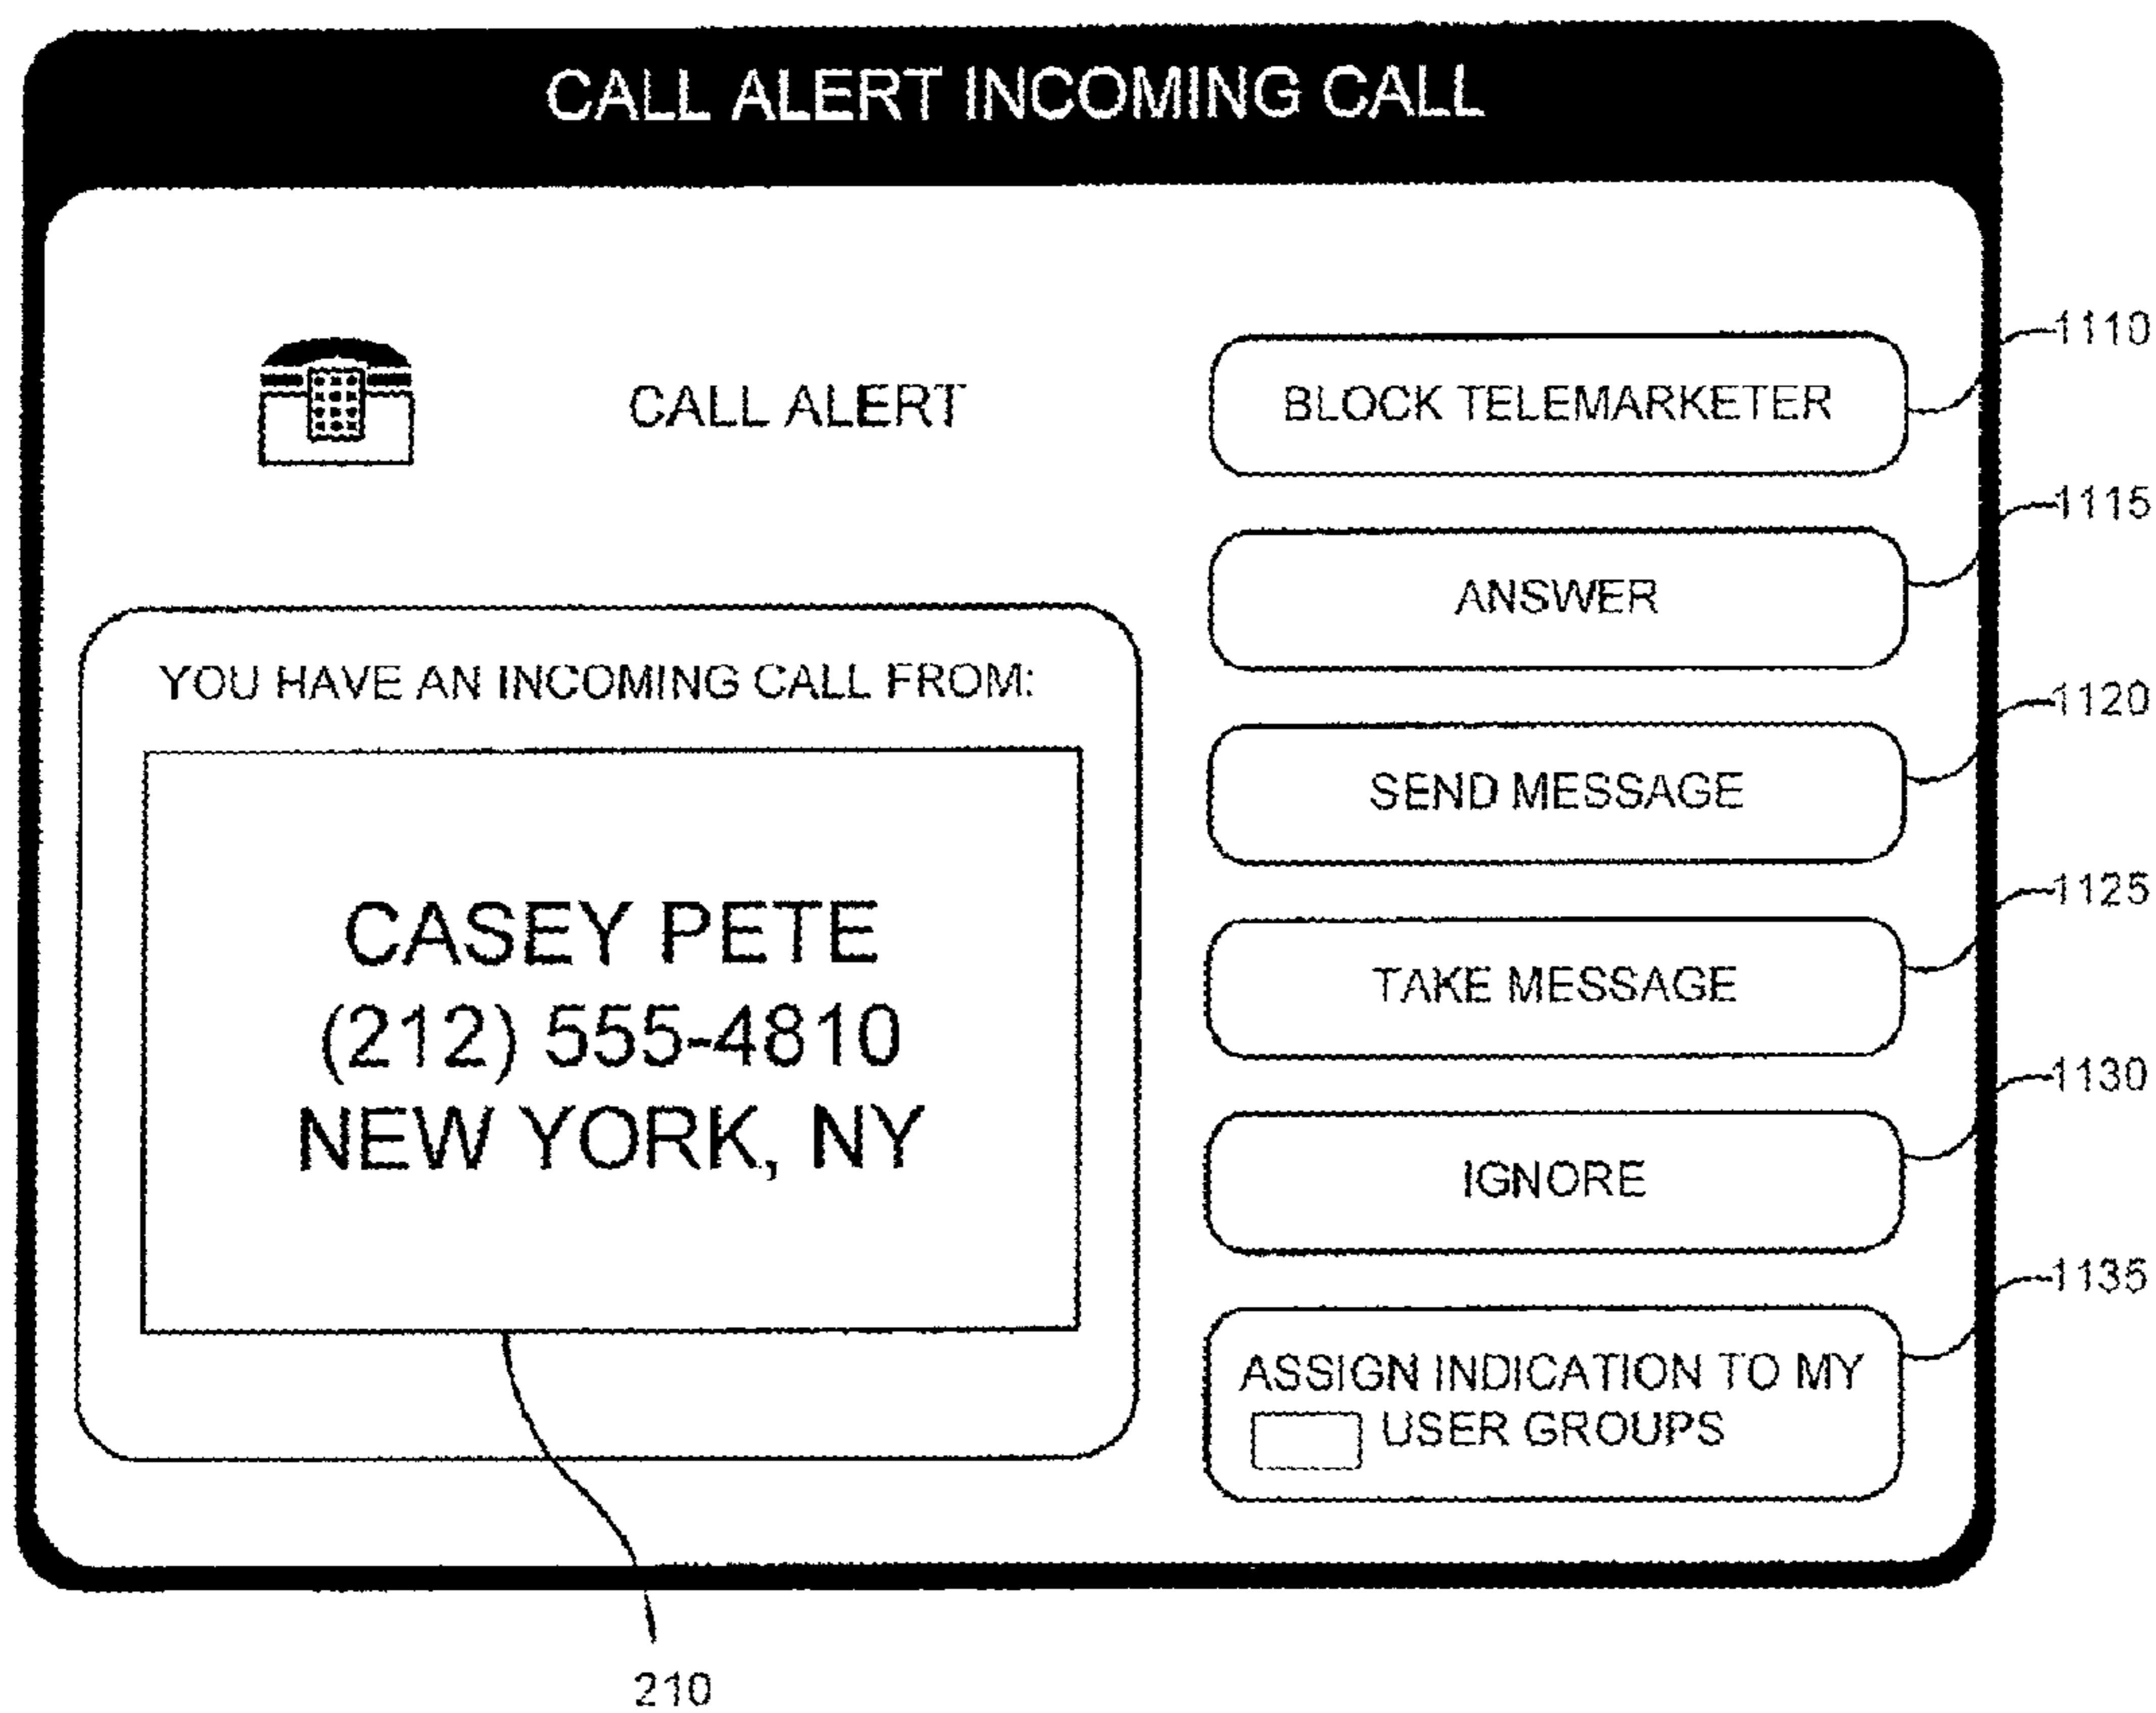 CALL ALERT INCOMING CALL
CALL ALERT
YOU HAVE AN INCOMING CALL FROM:
CASEY PETE
(212) 555-4810
NEW YORK, NY
210
BLOCK TELEMARKETER
1110
ANSWER
1115
SEND MESSAGE
1120
TAKE MESSAGE
1125
IGNORE
1130
ASSIGN INDICATION TO MY
USER GROUPS
1135